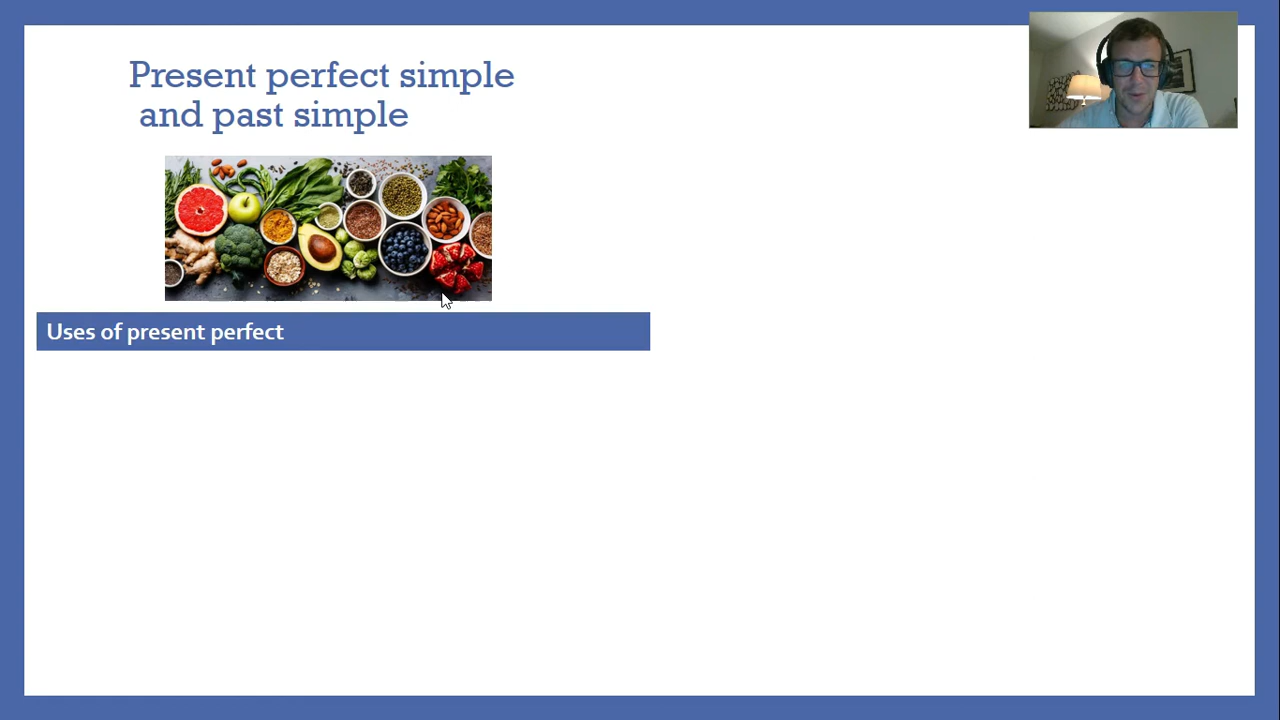 Present perfect simple
and past simple
Uses of present perfect